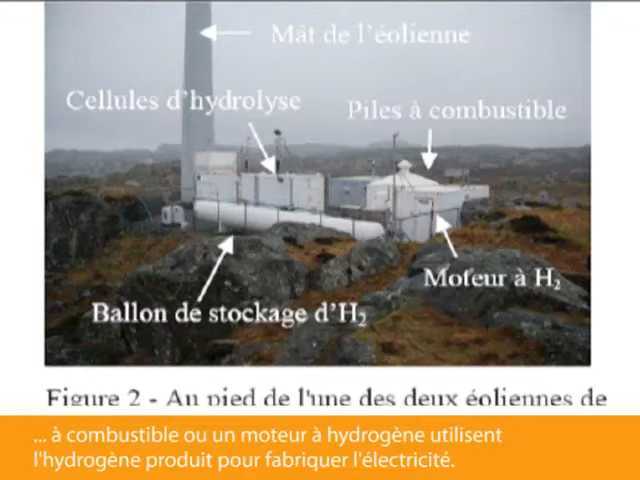 Mât de l'éolienne
Cellules d'hydrolyse
Piles à combustible
Moteur à H₂
Ballon de stockage d'H₂
Figure 2 - Au pied de l'une des deux éoliennes de
... à combustible ou un moteur à hydrogène utilisent
l'hydrogène produit pour fabriquer l'électricité.